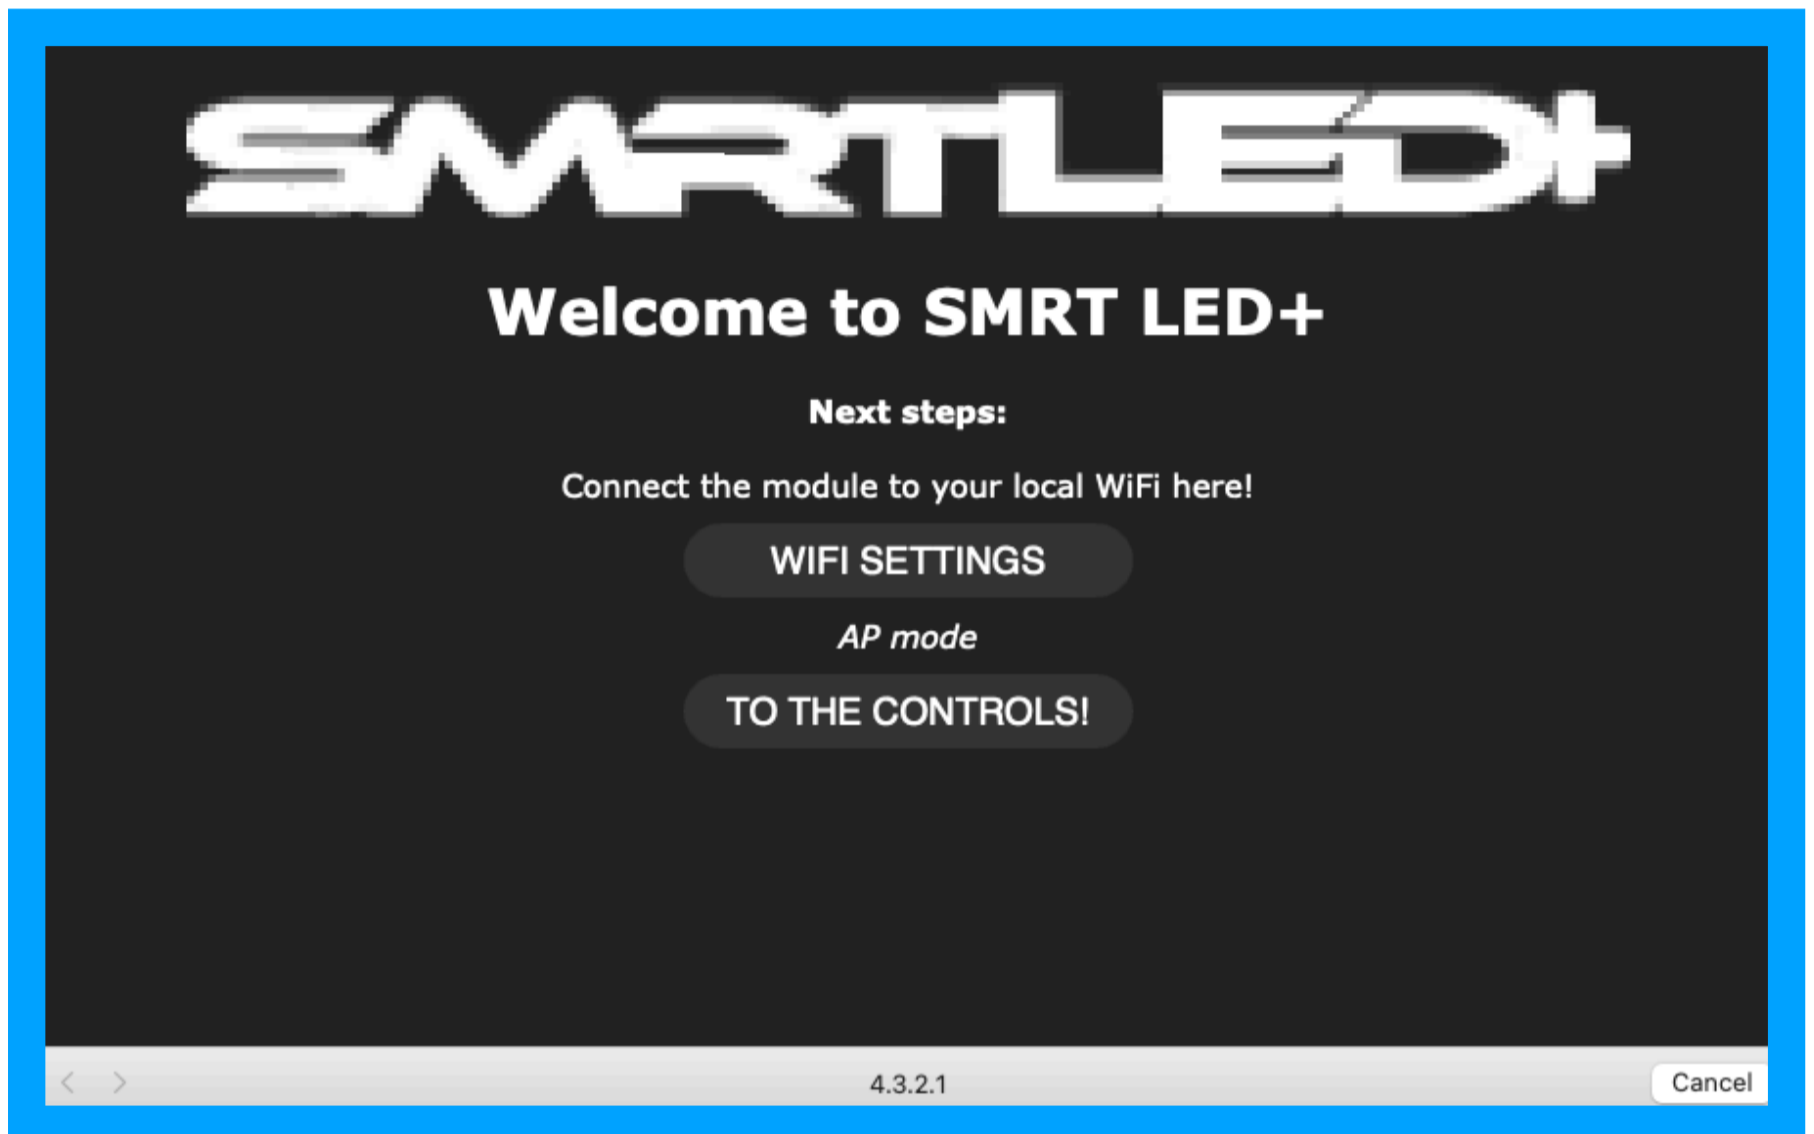 SMRTLED+
Welcome to SMRT LED+
Next steps:
Connect the module to your local WiFi here!
WIFI SETTINGS
AP mode
TO THE CONTROLS!
4.3.2.1
Cancel